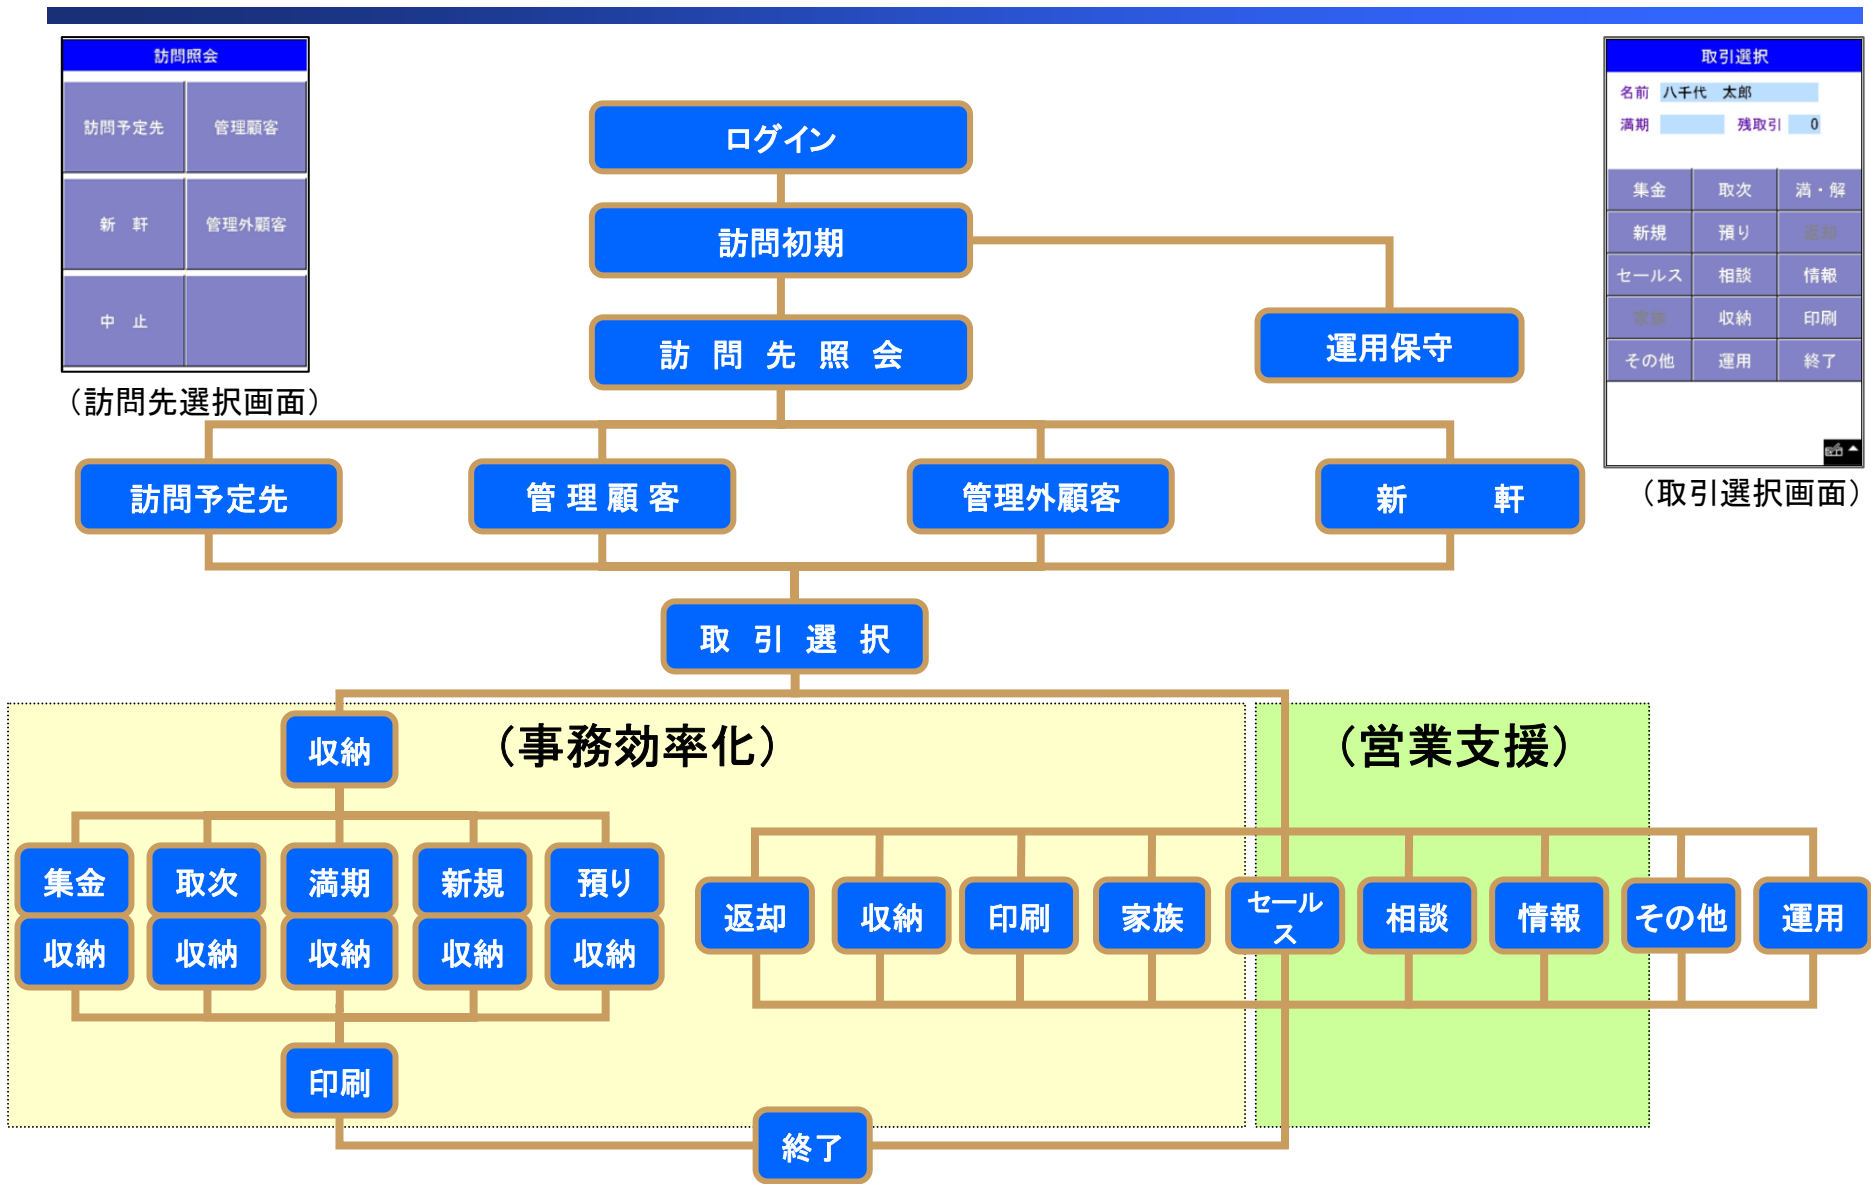 訪問照会
訪問予定先 管理顧客
新 軒 管理外顧客
中 止
（訪問先選択画面）
取引選択
名前 八千代 太郎
満期 残取引 0
集金 取次 満・解
新規 預り 返却
セールス 相談 情報
家族 収納 印刷
その他 運用 終了
（取引選択画面）
ログイン
訪問初期
訪 問 先 照 会
運用保守
訪問予定先 管 理 顧 客 管理外顧客 新 軒
取 引 選 択
（事務効率化）
（営業支援）
収納
集金 取次 満期 新規 預り
収納 収納 収納 収納 収納
返却 収納 印刷 家族 セール
ス
相談 情報 その他 運用
印刷
終了